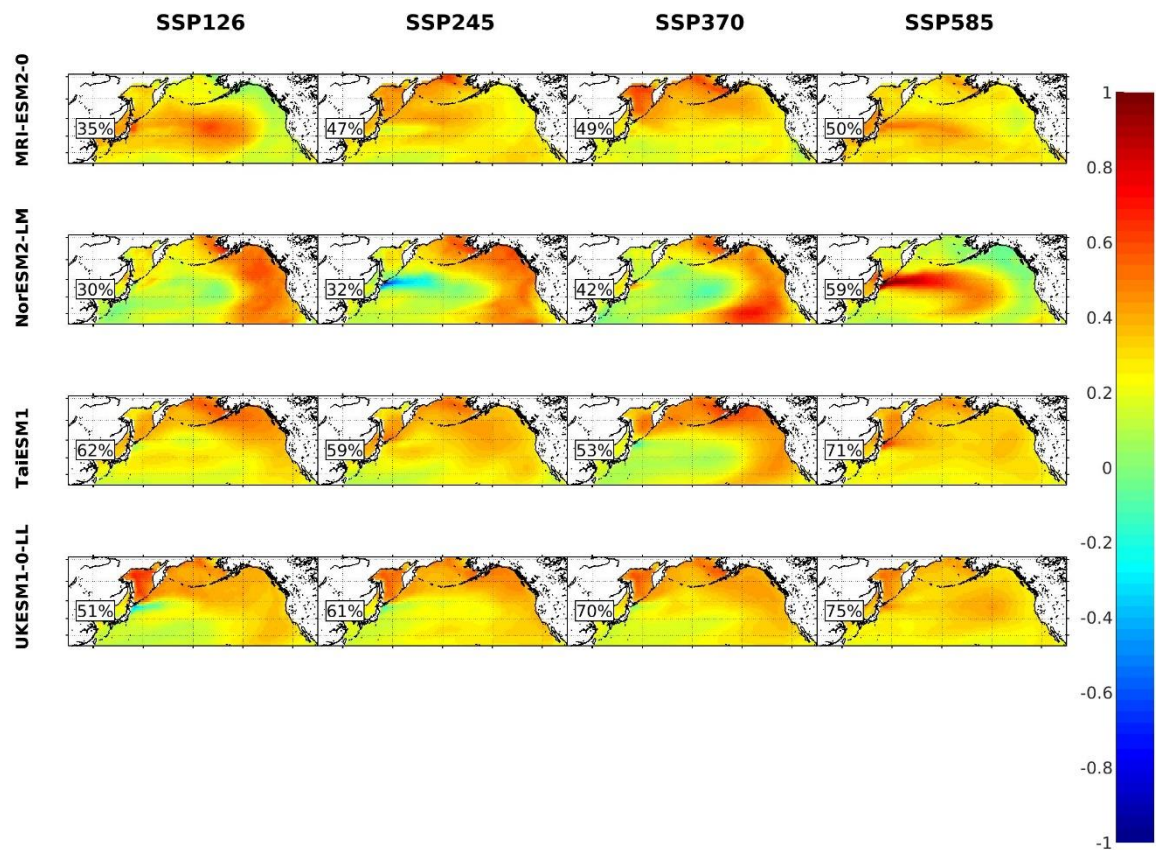 SSP126 SSP245 SSP370 SSP585
MRI-ESM2-0
35% 47% 49% 50%
NorESM2-LM
30% 32% 42% 59%
TaiESM1
62% 59% 53% 71%
UKESM1-0-LL
51% 61% 70% 75%
1
0.8
0.6
0.4
0.2
0
-0.2
-0.4
-0.6
-0.8
-1